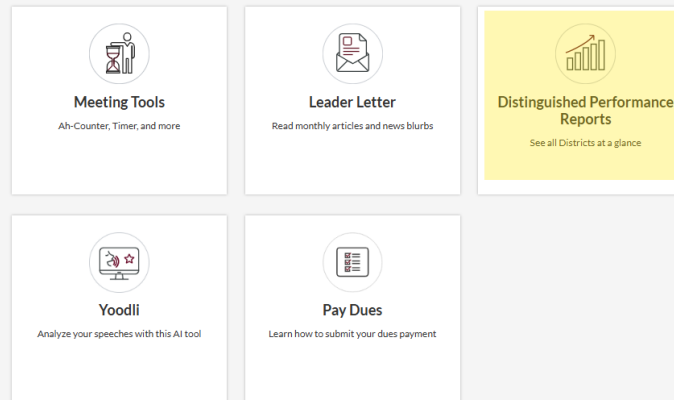 Meeting Tools
Ah-Counter, Timer, and more
Leader Letter
Read monthly articles and news blurbs
Distinguished Performance
Reports
See all Districts at a glance
Yoodli
Analyze your speeches with this AI tool
Pay Dues
Learn how to submit your dues payment